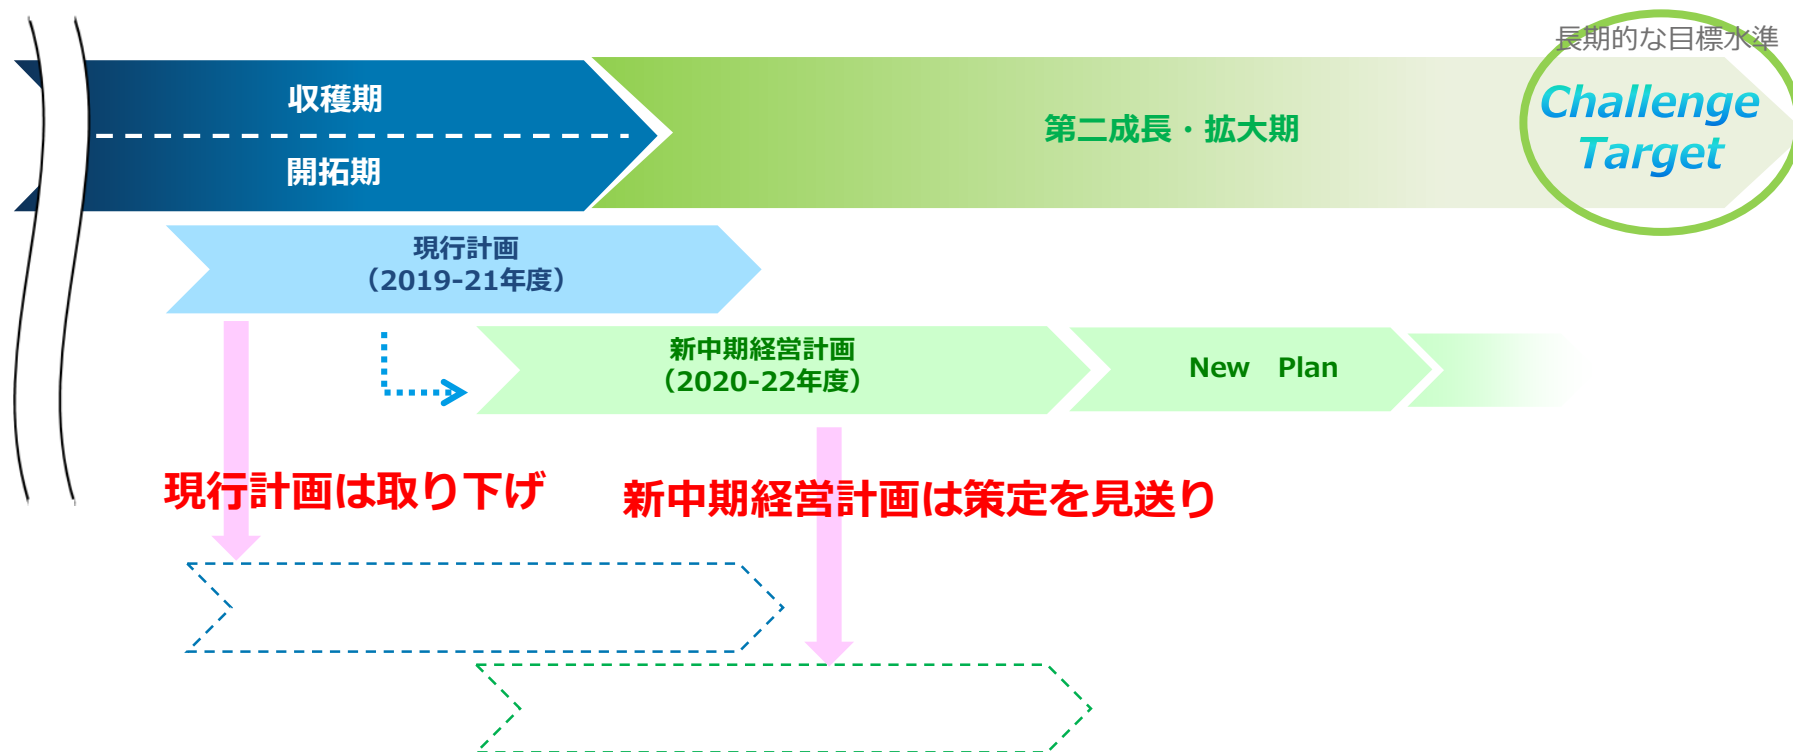 長期的な目標水準
収穫期
開拓期
第二成長・拡大期
Challenge
Target
現行計画
（2019-21年度）
新中期経営計画
（2020-22年度）
New　Plan
現行計画は取り下げ
新中期経営計画は策定を見送り